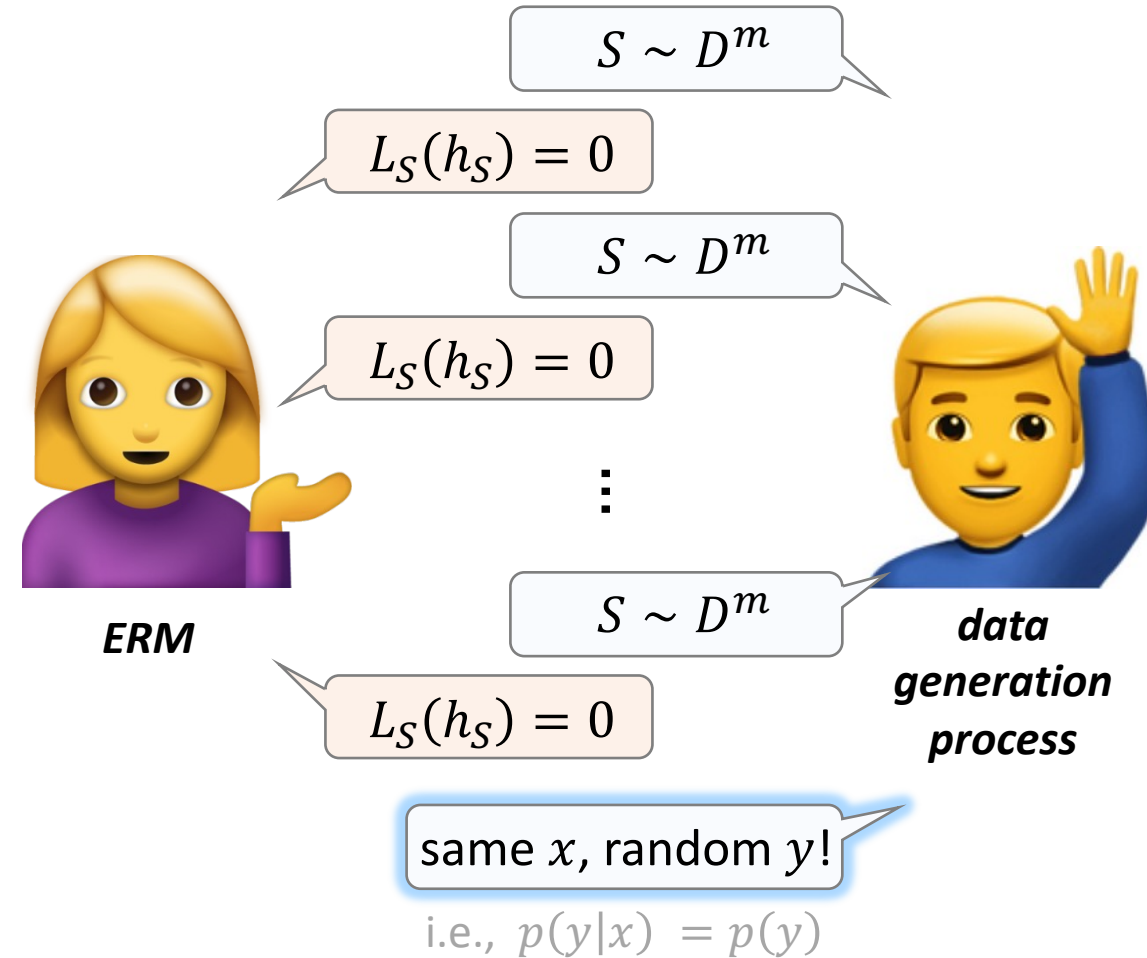 S ~ D^m
L_S(h_S) = 0
S ~ D^m
L_S(h_S) = 0
⋮
S ~ D^m
L_S(h_S) = 0
ERM
data
generation
process
same x, random y!
i.e., p(y|x) = p(y)